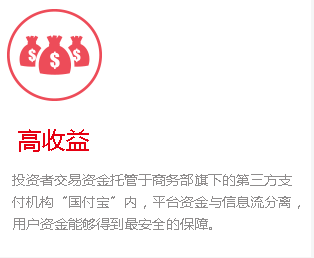 高收益
投资者交易资金托管于商务部旗下的第三方支
付机构“国付宝”内，平台资金与信息流分离，
用户资金能够得到最安全的保障。